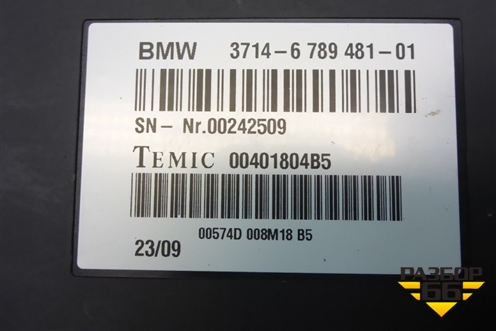 BMW 3714-6 789 481-01
SN- Nr.00242509
TEMIC 00401804B5
00574D 008M18 B5
23/09
РАЗБОР
66